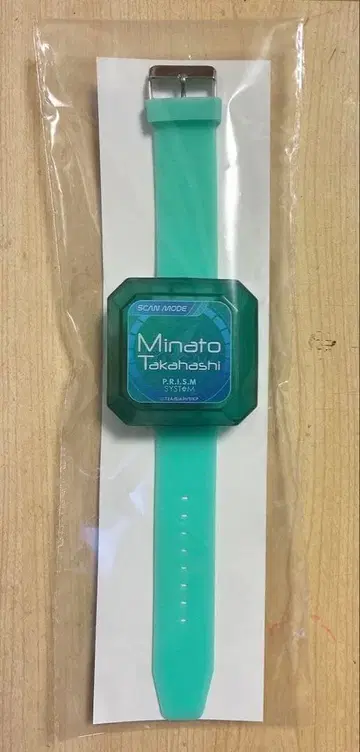 SCAN MODE
Minato
Takahashi
P.R.I.S.M
SYSTEM